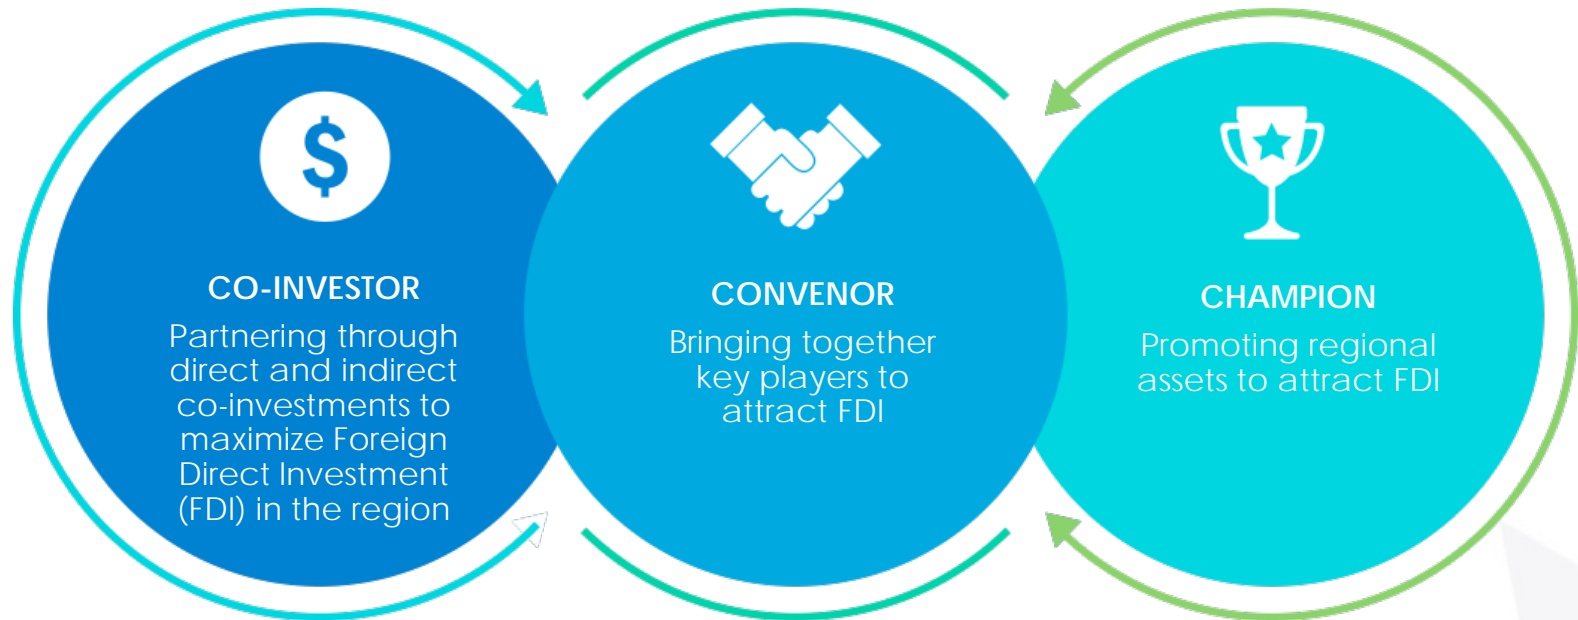 $
CO-INVESTOR
Partnering through
direct and indirect
co-investments to
maximize Foreign
Direct Investment
(FDI) in the region
CONVENOR
Bringing together
key players to
attract FDI
CHAMPION
Promoting regional
assets to attract FDI